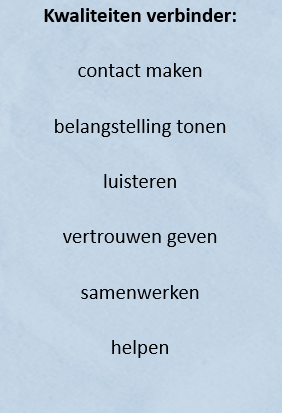 Kwaliteiten verbinder:
contact maken
belangstelling tonen
luisteren
vertrouwen geven
samenwerken
helpen